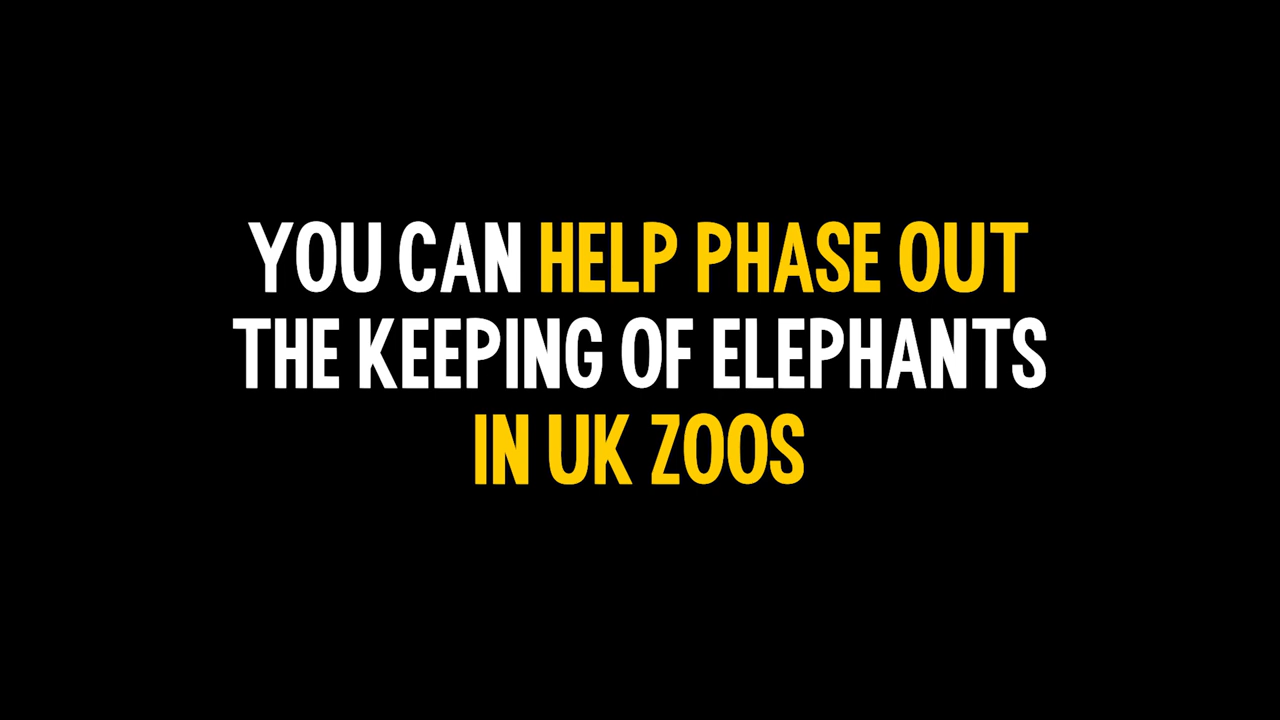 YOU CAN HELP PHASE OUT
THE KEEPING OF ELEPHANTS
IN UK ZOOS